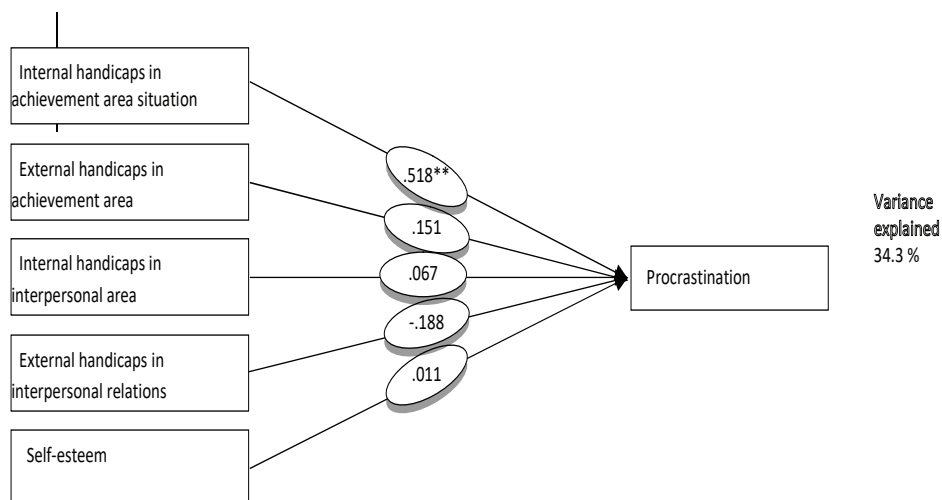 Internal handicaps in
achievement area situation
External handicaps in
achievement area
Internal handicaps in
interpersonal area
External handicaps in
interpersonal relations
Self-esteem
.518**
.151
.067
-.188
.011
Procrastination
Variance
explained
34.3 %